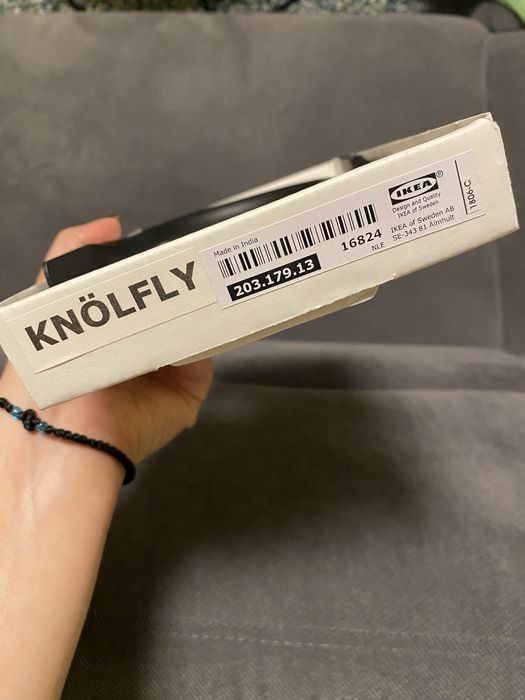 KNÖLFLY
Made in India
203.179.13
16824
NLE
IKEA®
Design and Quality
IKEA of Sweden
IKEA of Sweden AB
SE-343 81 Älmhult
1806-C